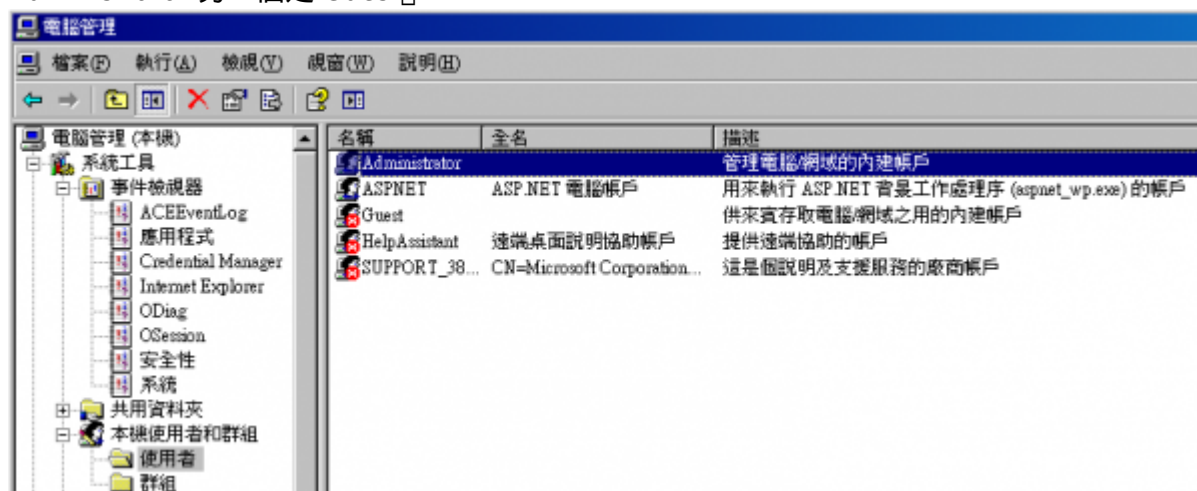 電腦管理
檔案(F) 執行(A) 檢視(V) 視窗(W) 說明(H)
電腦管理 (本機)
系統工具
事件檢視器
ACEEventLog
應用程式
Credential Manager
Internet Explorer
ODiag
OSession
安全性
系統
共用資料夾
本機使用者和群組
使用者
群組
名稱 全名 描述
Administrator 管理電腦/網域的內建帳戶
ASPNET ASP.NET 電腦帳戶 用來執行 ASP.NET 背景工作處理序 (aspnet_wp.exe) 的帳戶
Guest 供來賓存取電腦/網域之用的內建帳戶
HelpAssistant 遠端桌面說明協助帳戶 提供遠端協助的帳戶
SUPPORT_38... CN=Microsoft Corporation... 這是個說明及支援服務的廠商帳戶